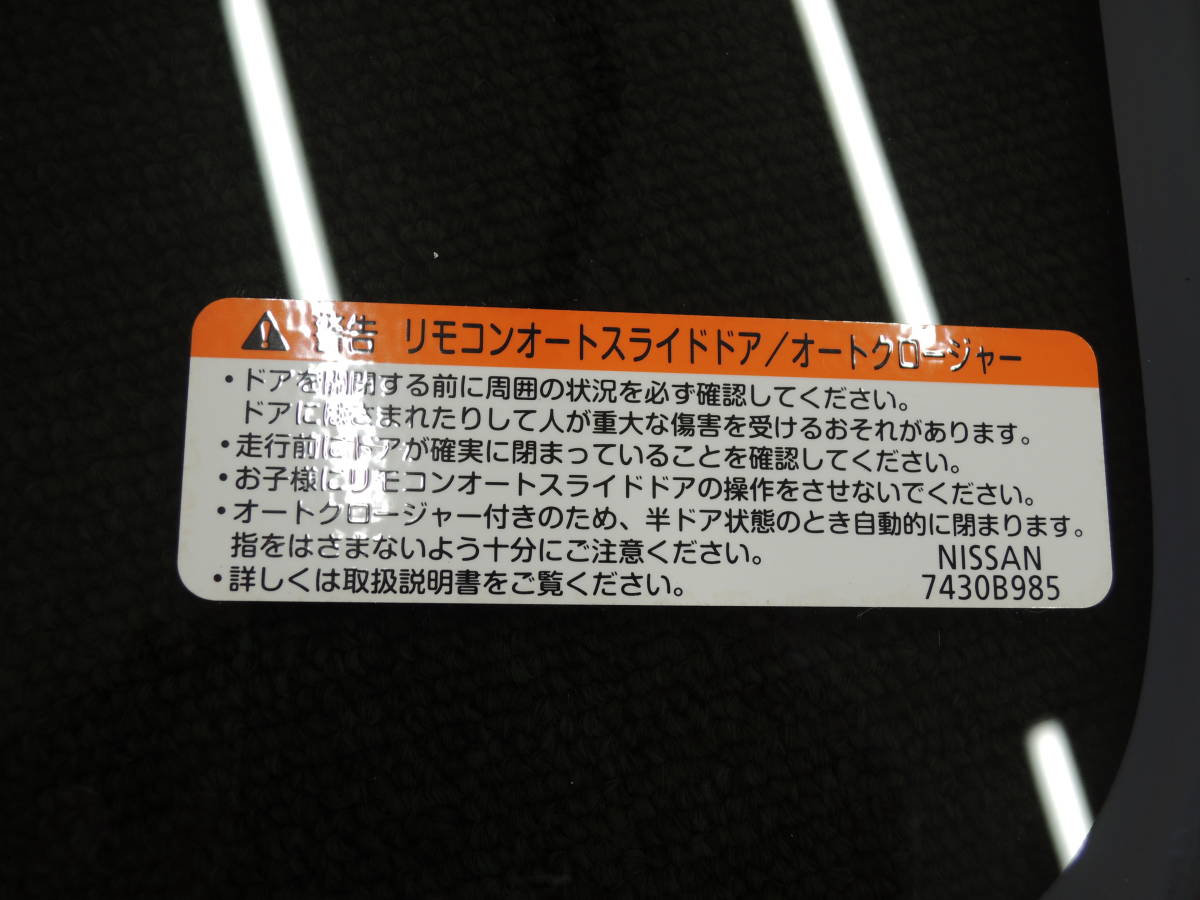 警告 リモコンオートスライドドア/オートクロージャー
・ドアを開閉する前に周囲の状況を必ず確認してください。
ドアにはさまれたりして人が重大な傷害を受けるおそれがあります。
・走行前にドアが確実に閉まっていることを確認してください。
・お子様にリモコンオートスライドドアの操作をさせないでください。
・オートクロージャー付きのため、半ドア状態のとき自動的に閉まります。
指をはさまないよう十分にご注意ください。
・詳しくは取扱説明書をご覧ください。
NISSAN
7430B985